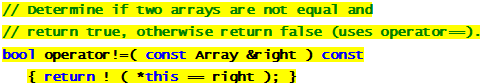 // Determine if two arrays are not equal and
// return true, otherwise return false (uses operator==).
bool operator!=( const Array &right ) const
{ return ! ( *this == right ); }